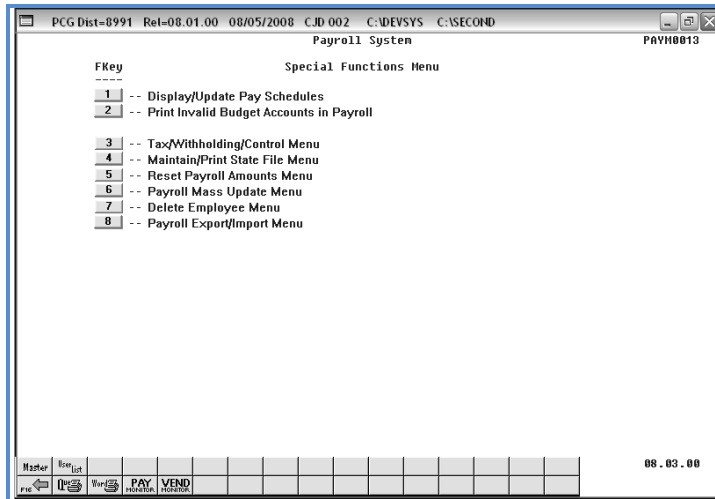 PCG Dist=8991 Rel=08.01.00 08/05/2008 CJD 002 C:\DEVSYS C:\SECOND
Payroll System PAYM0013
FKey Special Functions Menu
----
1 -- Display/Update Pay Schedules
2 -- Print Invalid Budget Accounts in Payroll
3 -- Tax/Withholding/Control Menu
4 -- Maintain/Print State File Menu
5 -- Reset Payroll Amounts Menu
6 -- Payroll Mass Update Menu
7 -- Delete Employee Menu
8 -- Payroll Export/Import Menu
Master User list 08.03.00
F16 Que Word PAY MONITOR VEND MONITOR